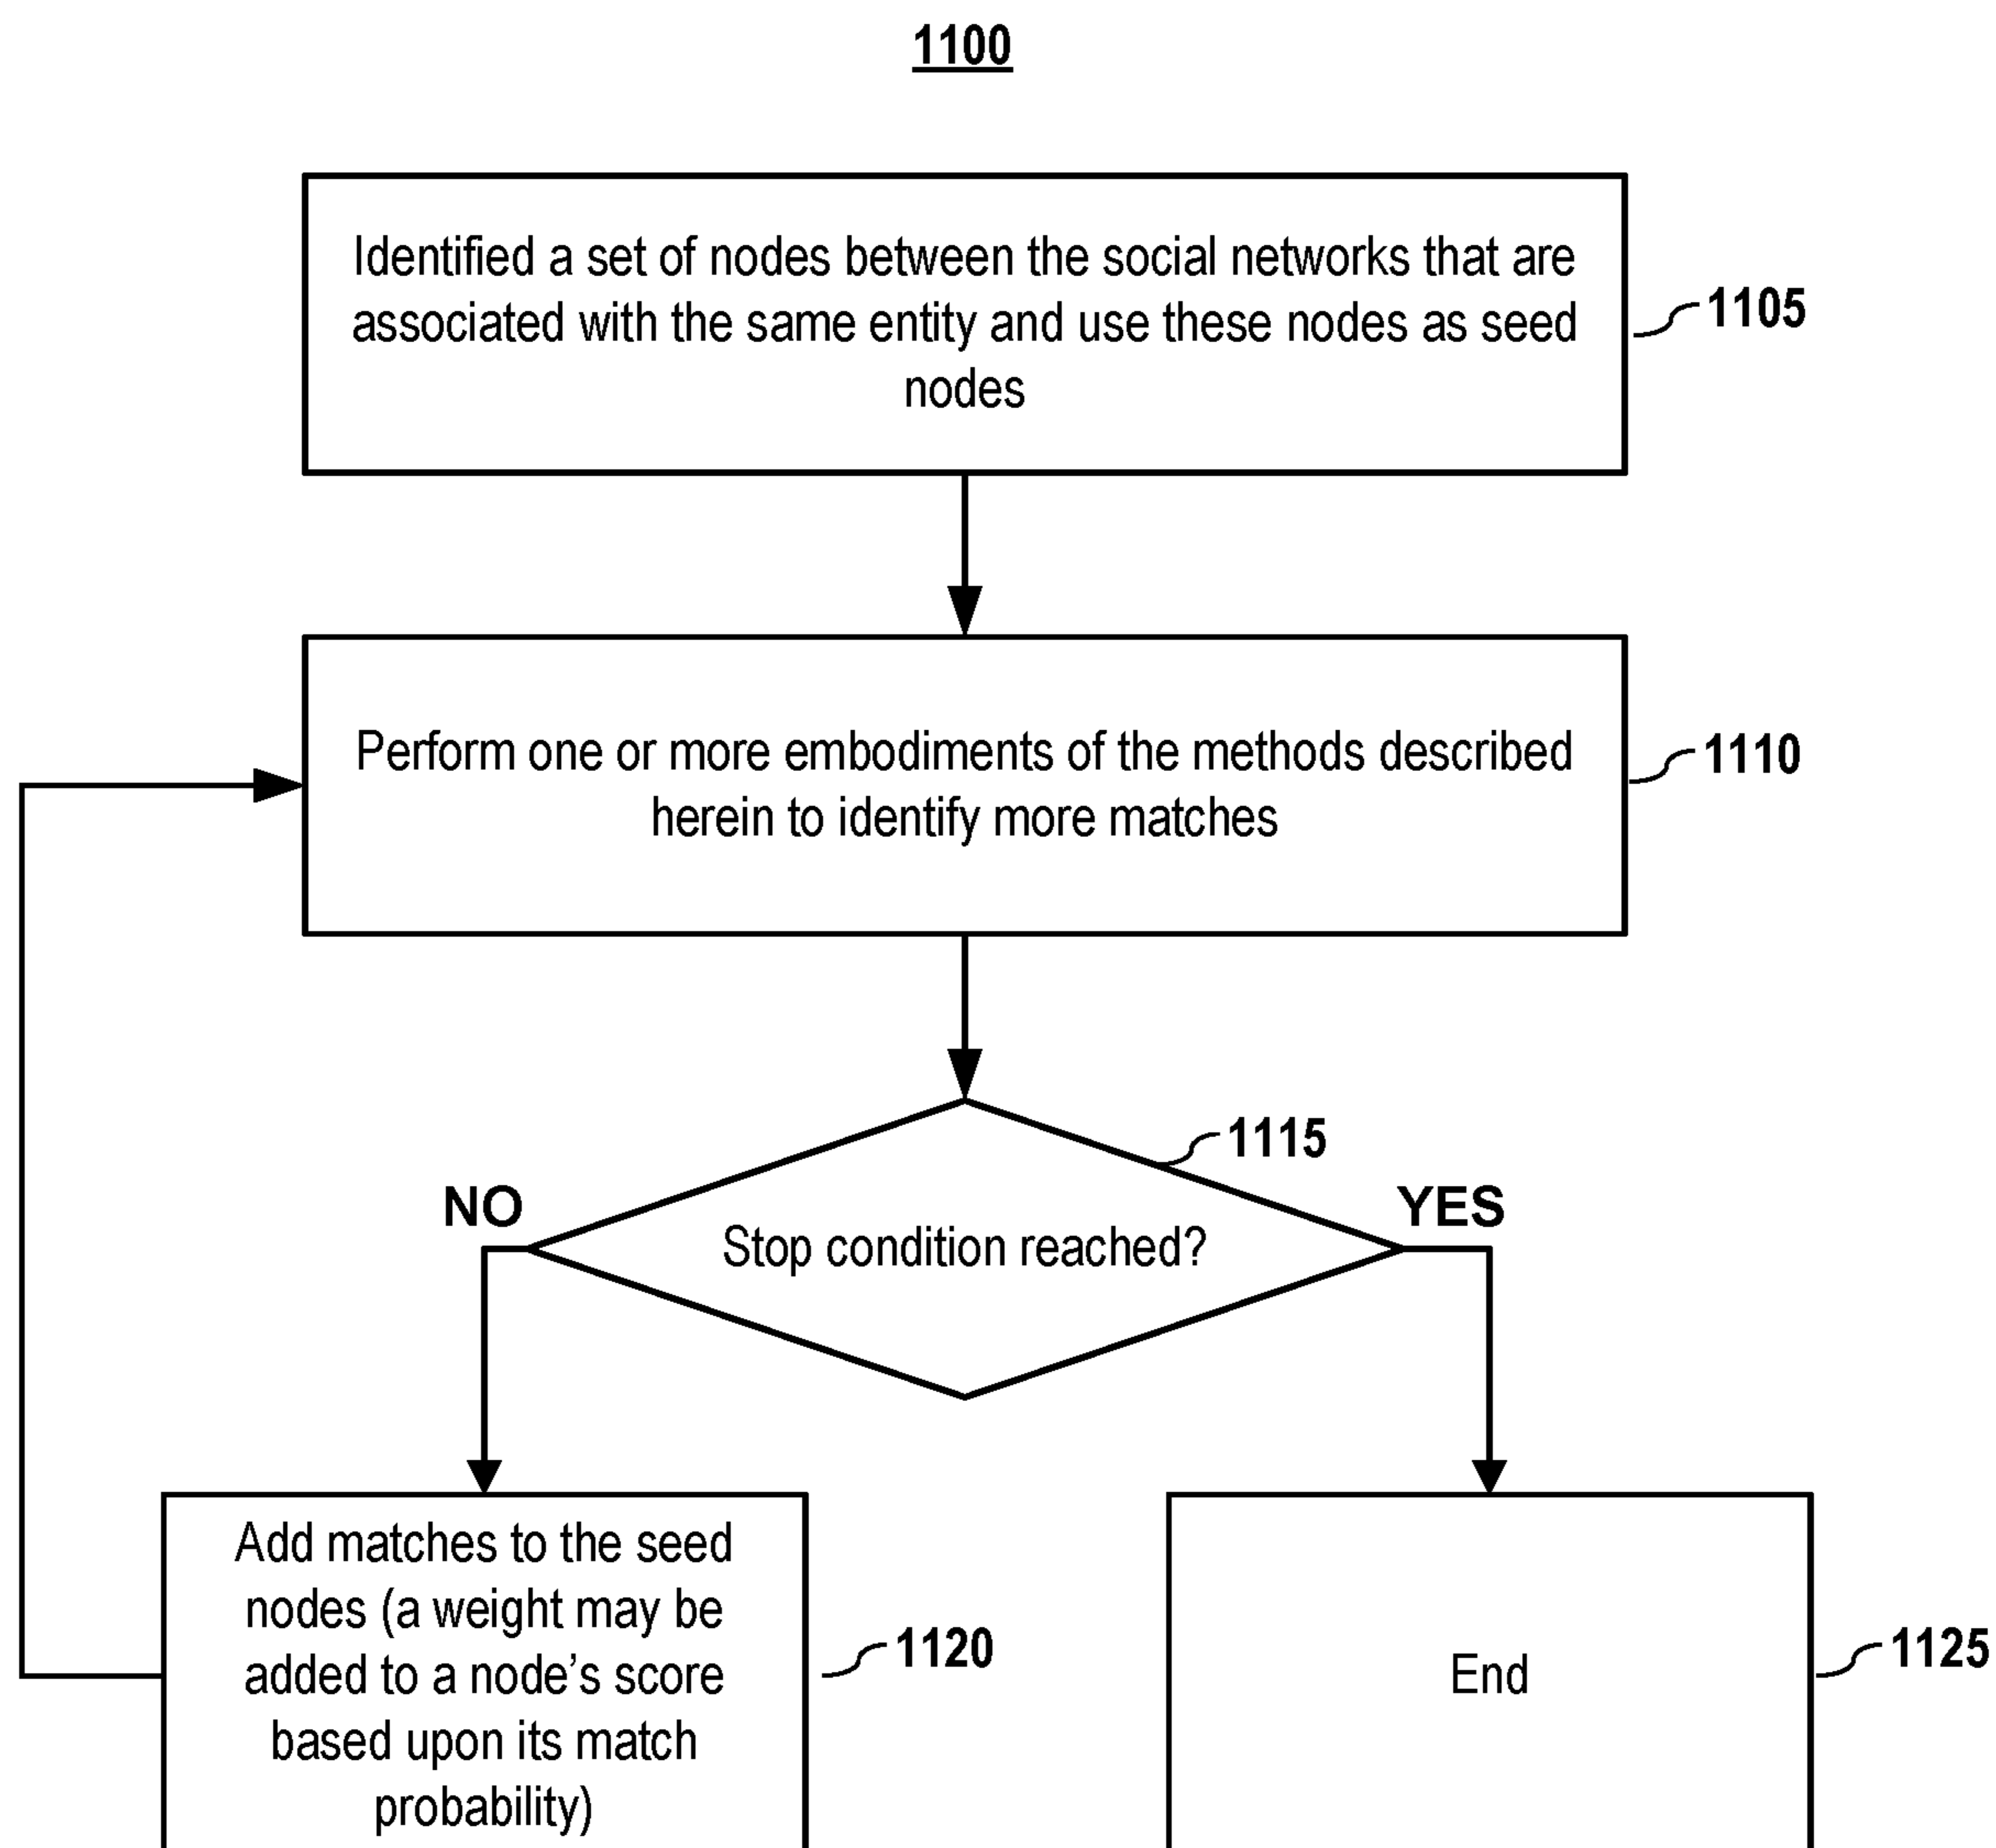 1100
Identified a set of nodes between the social networks that are
associated with the same entity and use these nodes as seed
nodes
1105
Perform one or more embodiments of the methods described
herein to identify more matches
1110
1115
NO
YES
Stop condition reached?
Add matches to the seed
nodes (a weight may be
added to a node’s score
based upon its match
probability)
1120
End
1125